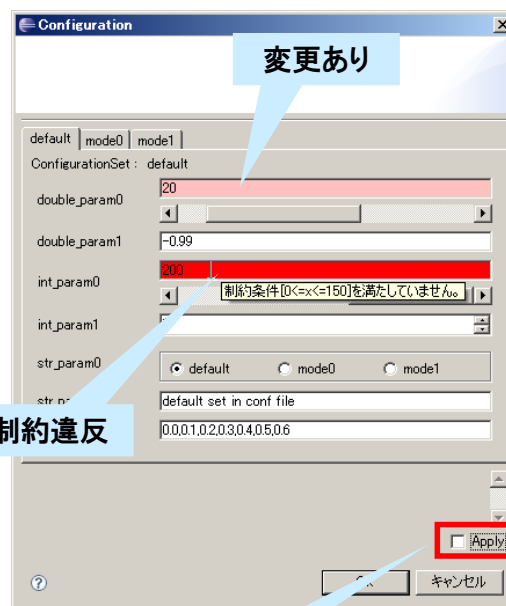 Configuration
変更あり
default mode0 mode1
ConfigurationSet : default
double_param0
20
double_param1
-0.99
int_param0
200
制約条件[0<=x<=150]を満たしていません。
int_param1
str_param0
default mode0 mode1
default set in conf file
制約違反
0.0,0.1,0.2,0.3,0.4,0.5,0.6
Apply
キャンセル